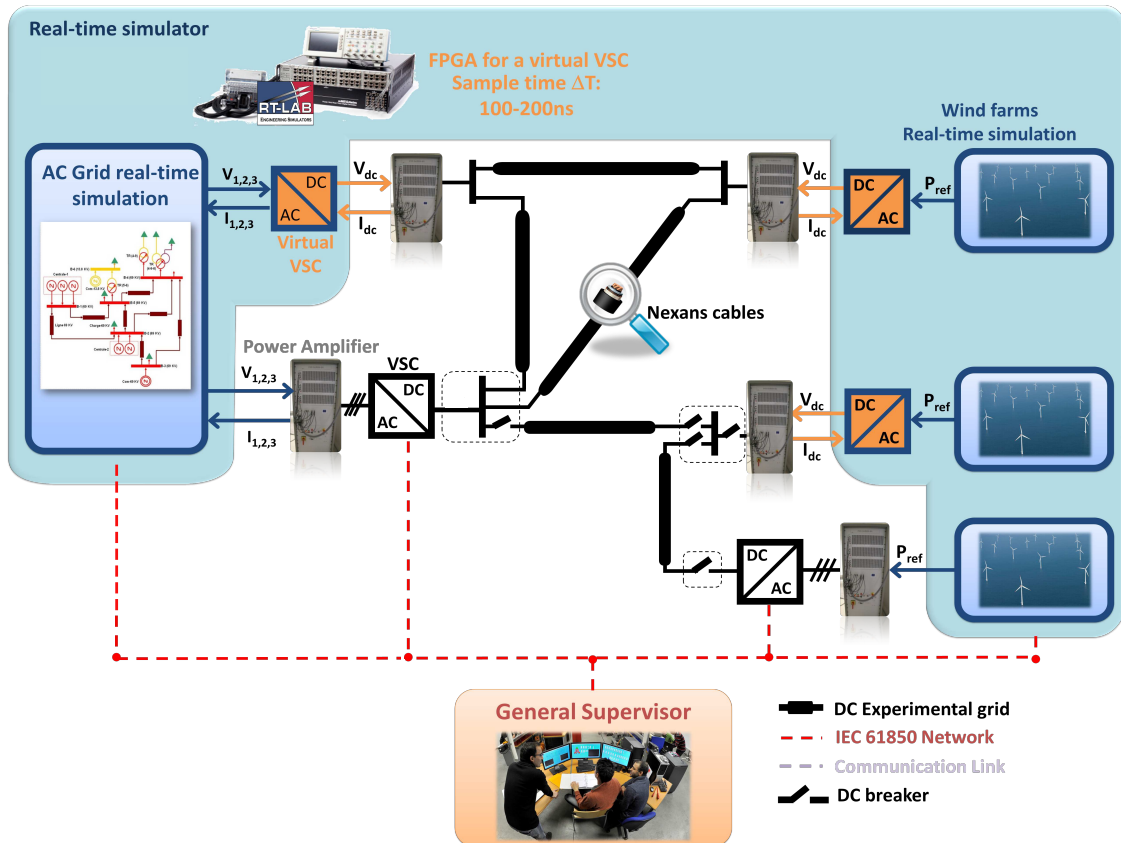 Real-time simulator
RT-LAB
ENGINEERING SIMULATORS
FPGA for a virtual VSC
Sample time ΔT:
100-200ns
Wind farms
Real-time simulation
AC Grid real-time
simulation
V1,2,3
I1,2,3
DC
AC
Virtual
VSC
Vdc
Idc
Vdc
Idc
DC
AC
Pref
Nexans cables
Power Amplifier
V1,2,3
I1,2,3
VSC
DC
AC
Vdc
Idc
DC
AC
Pref
DC
AC
Pref
General Supervisor
DC Experimental grid
IEC 61850 Network
Communication Link
DC breaker